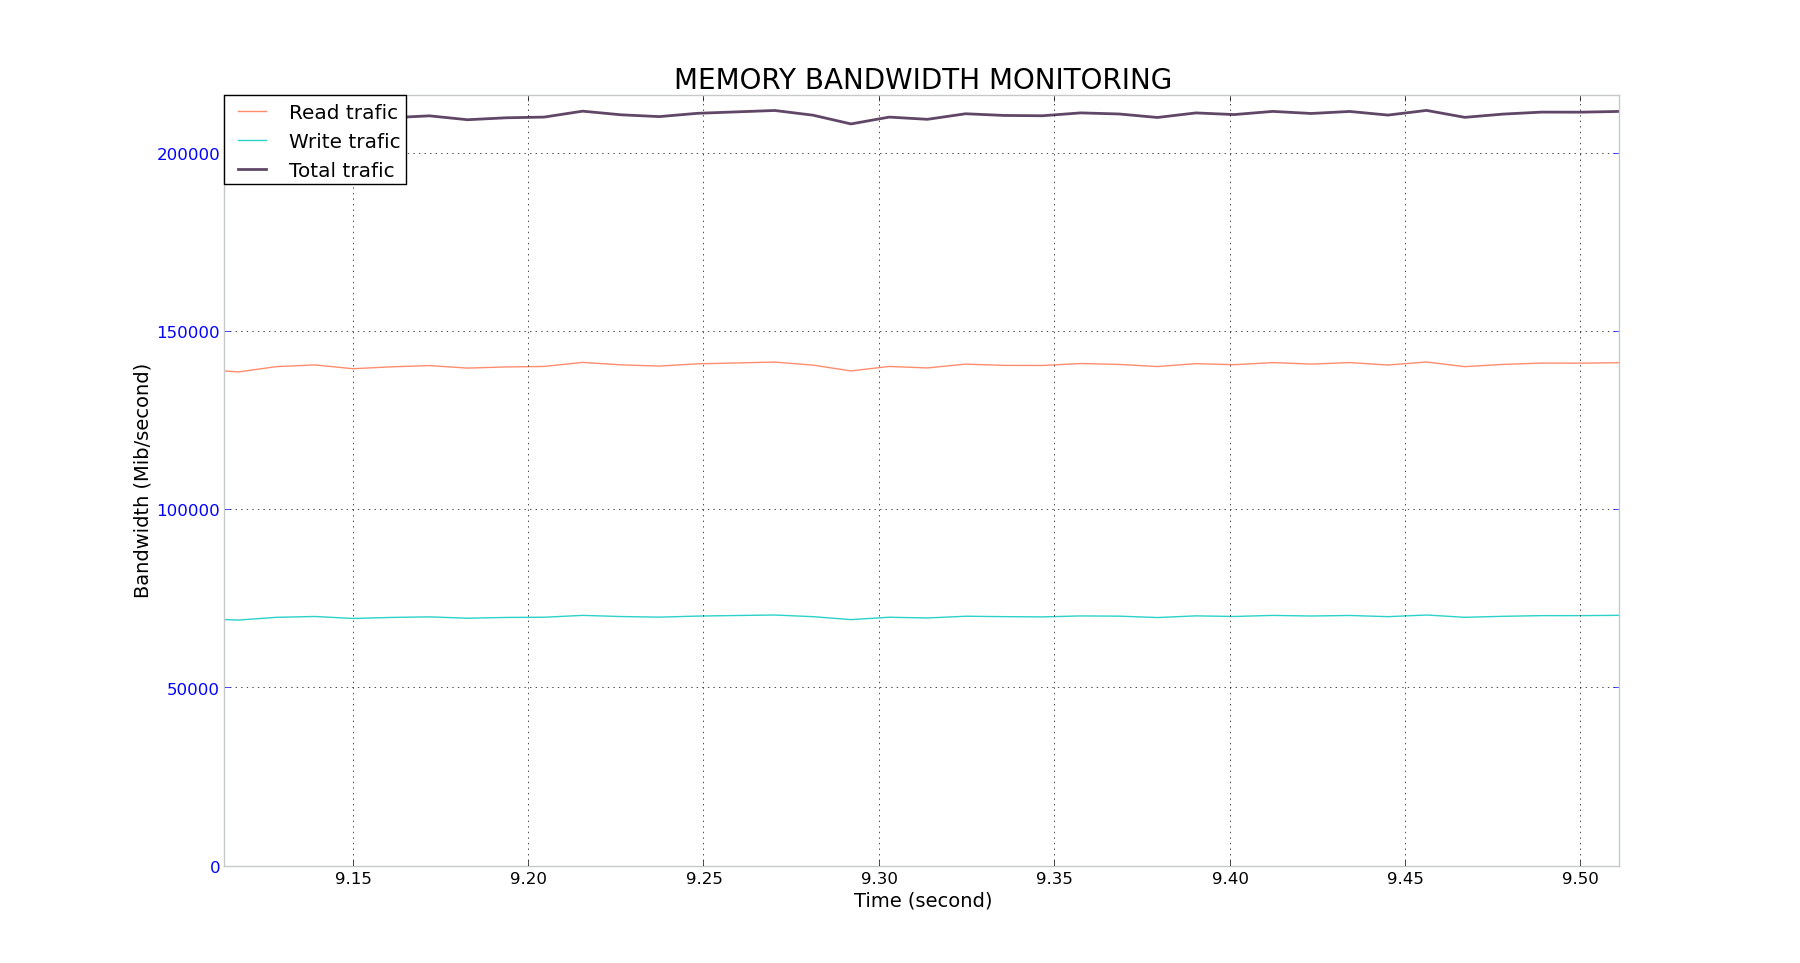 MEMORY BANDWIDTH MONITORING
Read trafic
Write trafic
Total trafic
200000
150000
100000
50000
0
Bandwidth (Mib/second)
9.15 9.20 9.25 9.30 9.35 9.40 9.45 9.50
Time (second)